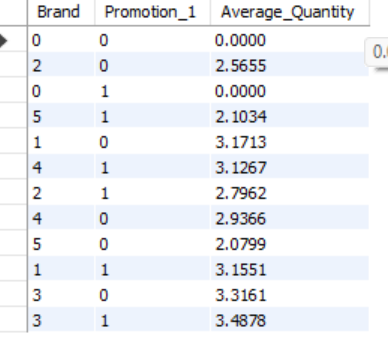 Brand Promotion_1 Average_Quantity
0 0 0.0000
2 0 2.5655
0 1 0.0000
5 1 2.1034
1 0 3.1713
4 1 3.1267
2 1 2.7962
4 0 2.9366
5 0 2.0799
1 1 3.1551
3 0 3.3161
3 1 3.4878